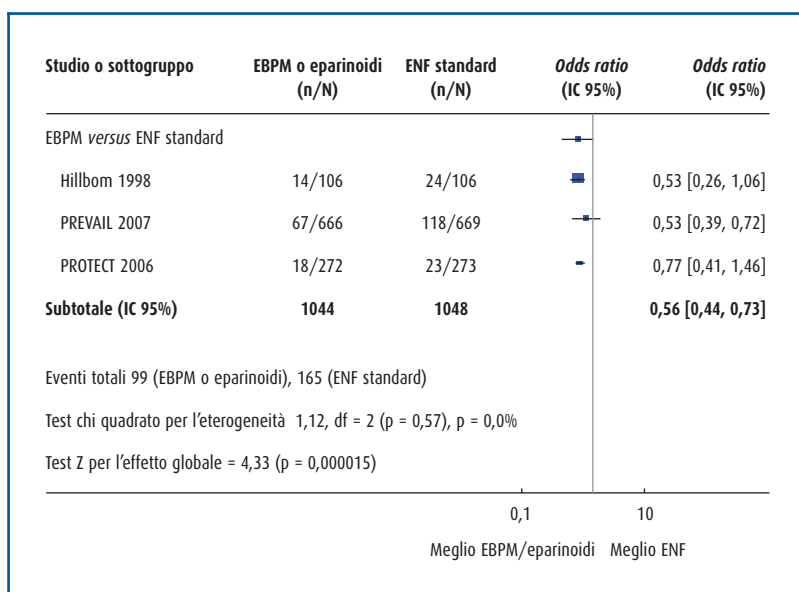 Studio o sottogruppo EBPM o eparinoidi ENF standard Odds ratio Odds ratio
(n/N) (n/N) (IC 95%) (IC 95%)
EBPM versus ENF standard
Hillbom 1998 14/106 24/106 0,53 [0,26, 1,06]
PREVAIL 2007 67/666 118/669 0,53 [0,39, 0,72]
PROTECT 2006 18/272 23/273 0,77 [0,41, 1,46]
Subtotale (IC 95%) 1044 1048 0,56 [0,44, 0,73]
Eventi totali 99 (EBPM o eparinoidi), 165 (ENF standard)
Test chi quadrato per l'eterogeneità 1,12, df = 2 (p = 0,57), p = 0,0%
Test Z per l'effetto globale = 4,33 (p = 0,000015)
0,1 10
Meglio EBPM/eparinoidi Meglio ENF